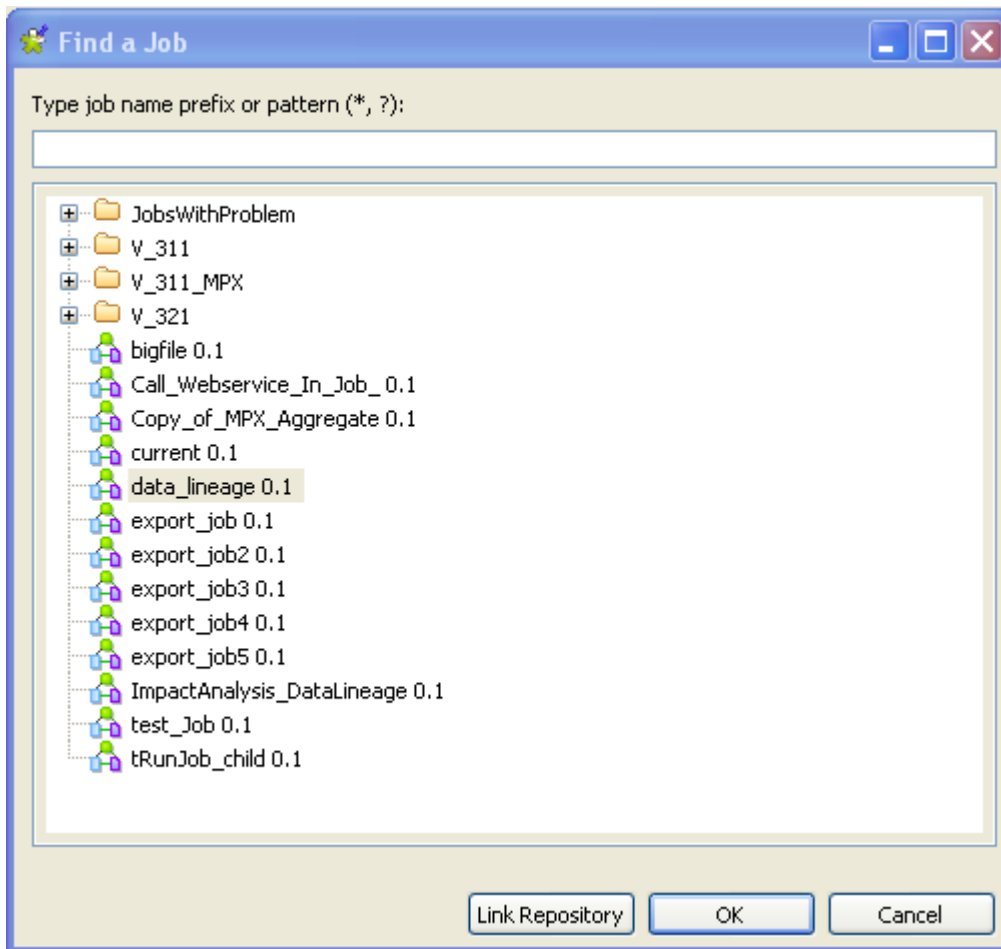 Find a Job
Type job name prefix or pattern (*, ?):
JobsWithProblem
V_311
V_311_MPX
V_321
bigfile 0.1
Call_Webservice_In_Job_ 0.1
Copy_of_MPX_Aggregate 0.1
current 0.1
data_lineage 0.1
export_job 0.1
export_job2 0.1
export_job3 0.1
export_job4 0.1
export_job5 0.1
ImpactAnalysis_DataLineage 0.1
test_Job 0.1
tRunJob_child 0.1
Link Repository OK Cancel